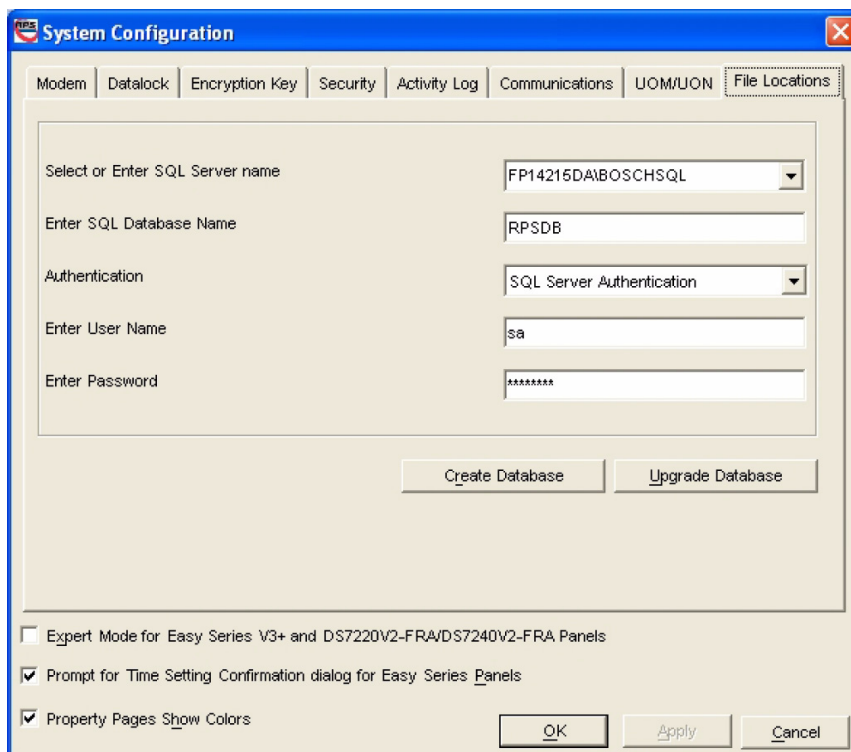 RPS System Configuration
Modem Datalock Encryption Key Security Activity Log Communications UOM/UON File Locations
Select or Enter SQL Server name FP14215DA\BOSCHSQL
Enter SQL Database Name RPSDB
Authentication SQL Server Authentication
Enter User Name sa
Enter Password ********
Create Database Upgrade Database
Expert Mode for Easy Series V3+ and DS7220V2-FRA/DS7240V2-FRA Panels
Prompt for Time Setting Confirmation dialog for Easy Series Panels
Property Pages Show Colors
OK Apply Cancel